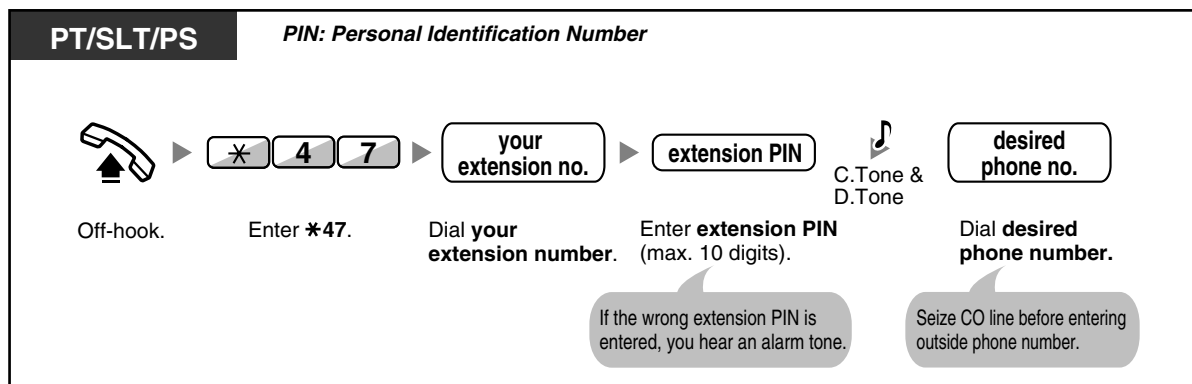 PT/SLT/PS
PIN: Personal Identification Number
✳ 4 7
your
extension no.
extension PIN
C.Tone &
D.Tone
desired
phone no.
Off-hook.
Enter ✳47.
Dial your
extension number.
Enter extension PIN
(max. 10 digits).
Dial desired
phone number.
If the wrong extension PIN is
entered, you hear an alarm tone.
Seize CO line before entering
outside phone number.